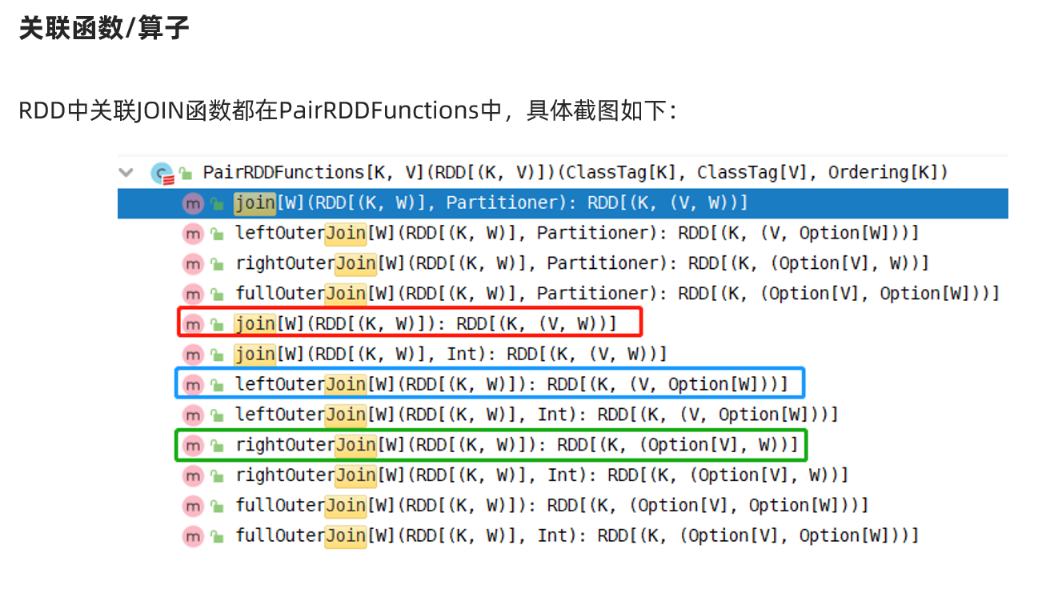 关联函数/算子
RDD中关联JOIN函数都在PairRDDFunctions中，具体截图如下：
PairRDDFunctions[K, V](RDD[(K, V)])(ClassTag[K], ClassTag[V], Ordering[K])
join[W](RDD[(K, W)], Partitioner): RDD[(K, (V, W))]
leftOuterJoin[W](RDD[(K, W)], Partitioner): RDD[(K, (V, Option[W]))]
rightOuterJoin[W](RDD[(K, W)], Partitioner): RDD[(K, (Option[V], W))]
fullOuterJoin[W](RDD[(K, W)], Partitioner): RDD[(K, (Option[V], Option[W]))]
join[W](RDD[(K, W)]): RDD[(K, (V, W))]
join[W](RDD[(K, W)], Int): RDD[(K, (V, W))]
leftOuterJoin[W](RDD[(K, W)]): RDD[(K, (V, Option[W]))]
leftOuterJoin[W](RDD[(K, W)], Int): RDD[(K, (V, Option[W]))]
rightOuterJoin[W](RDD[(K, W)]): RDD[(K, (Option[V], W))]
rightOuterJoin[W](RDD[(K, W)], Int): RDD[(K, (Option[V], W))]
fullOuterJoin[W](RDD[(K, W)]): RDD[(K, (Option[V], Option[W]))]
fullOuterJoin[W](RDD[(K, W)], Int): RDD[(K, (Option[V], Option[W]))]